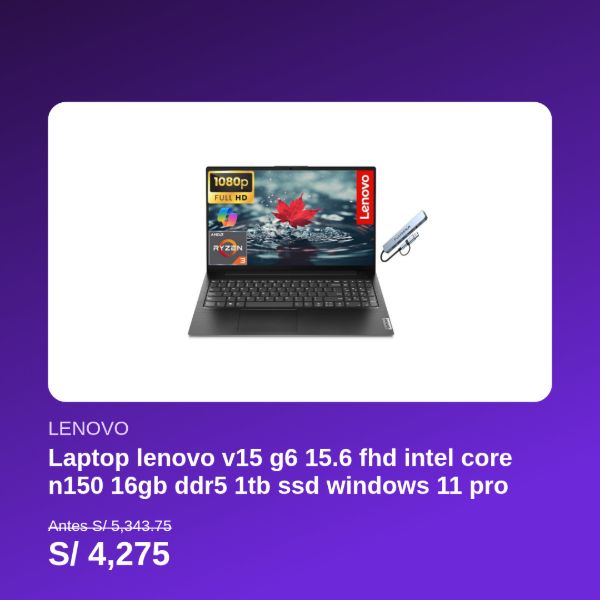 1080p
FULL HD
Lenovo
AMD
RYZEN
3
LENOVO
Laptop lenovo v15 g6 15.6 fhd intel core
n150 16gb ddr5 1tb ssd windows 11 pro
Antes S/ 5,343.75
S/ 4,275